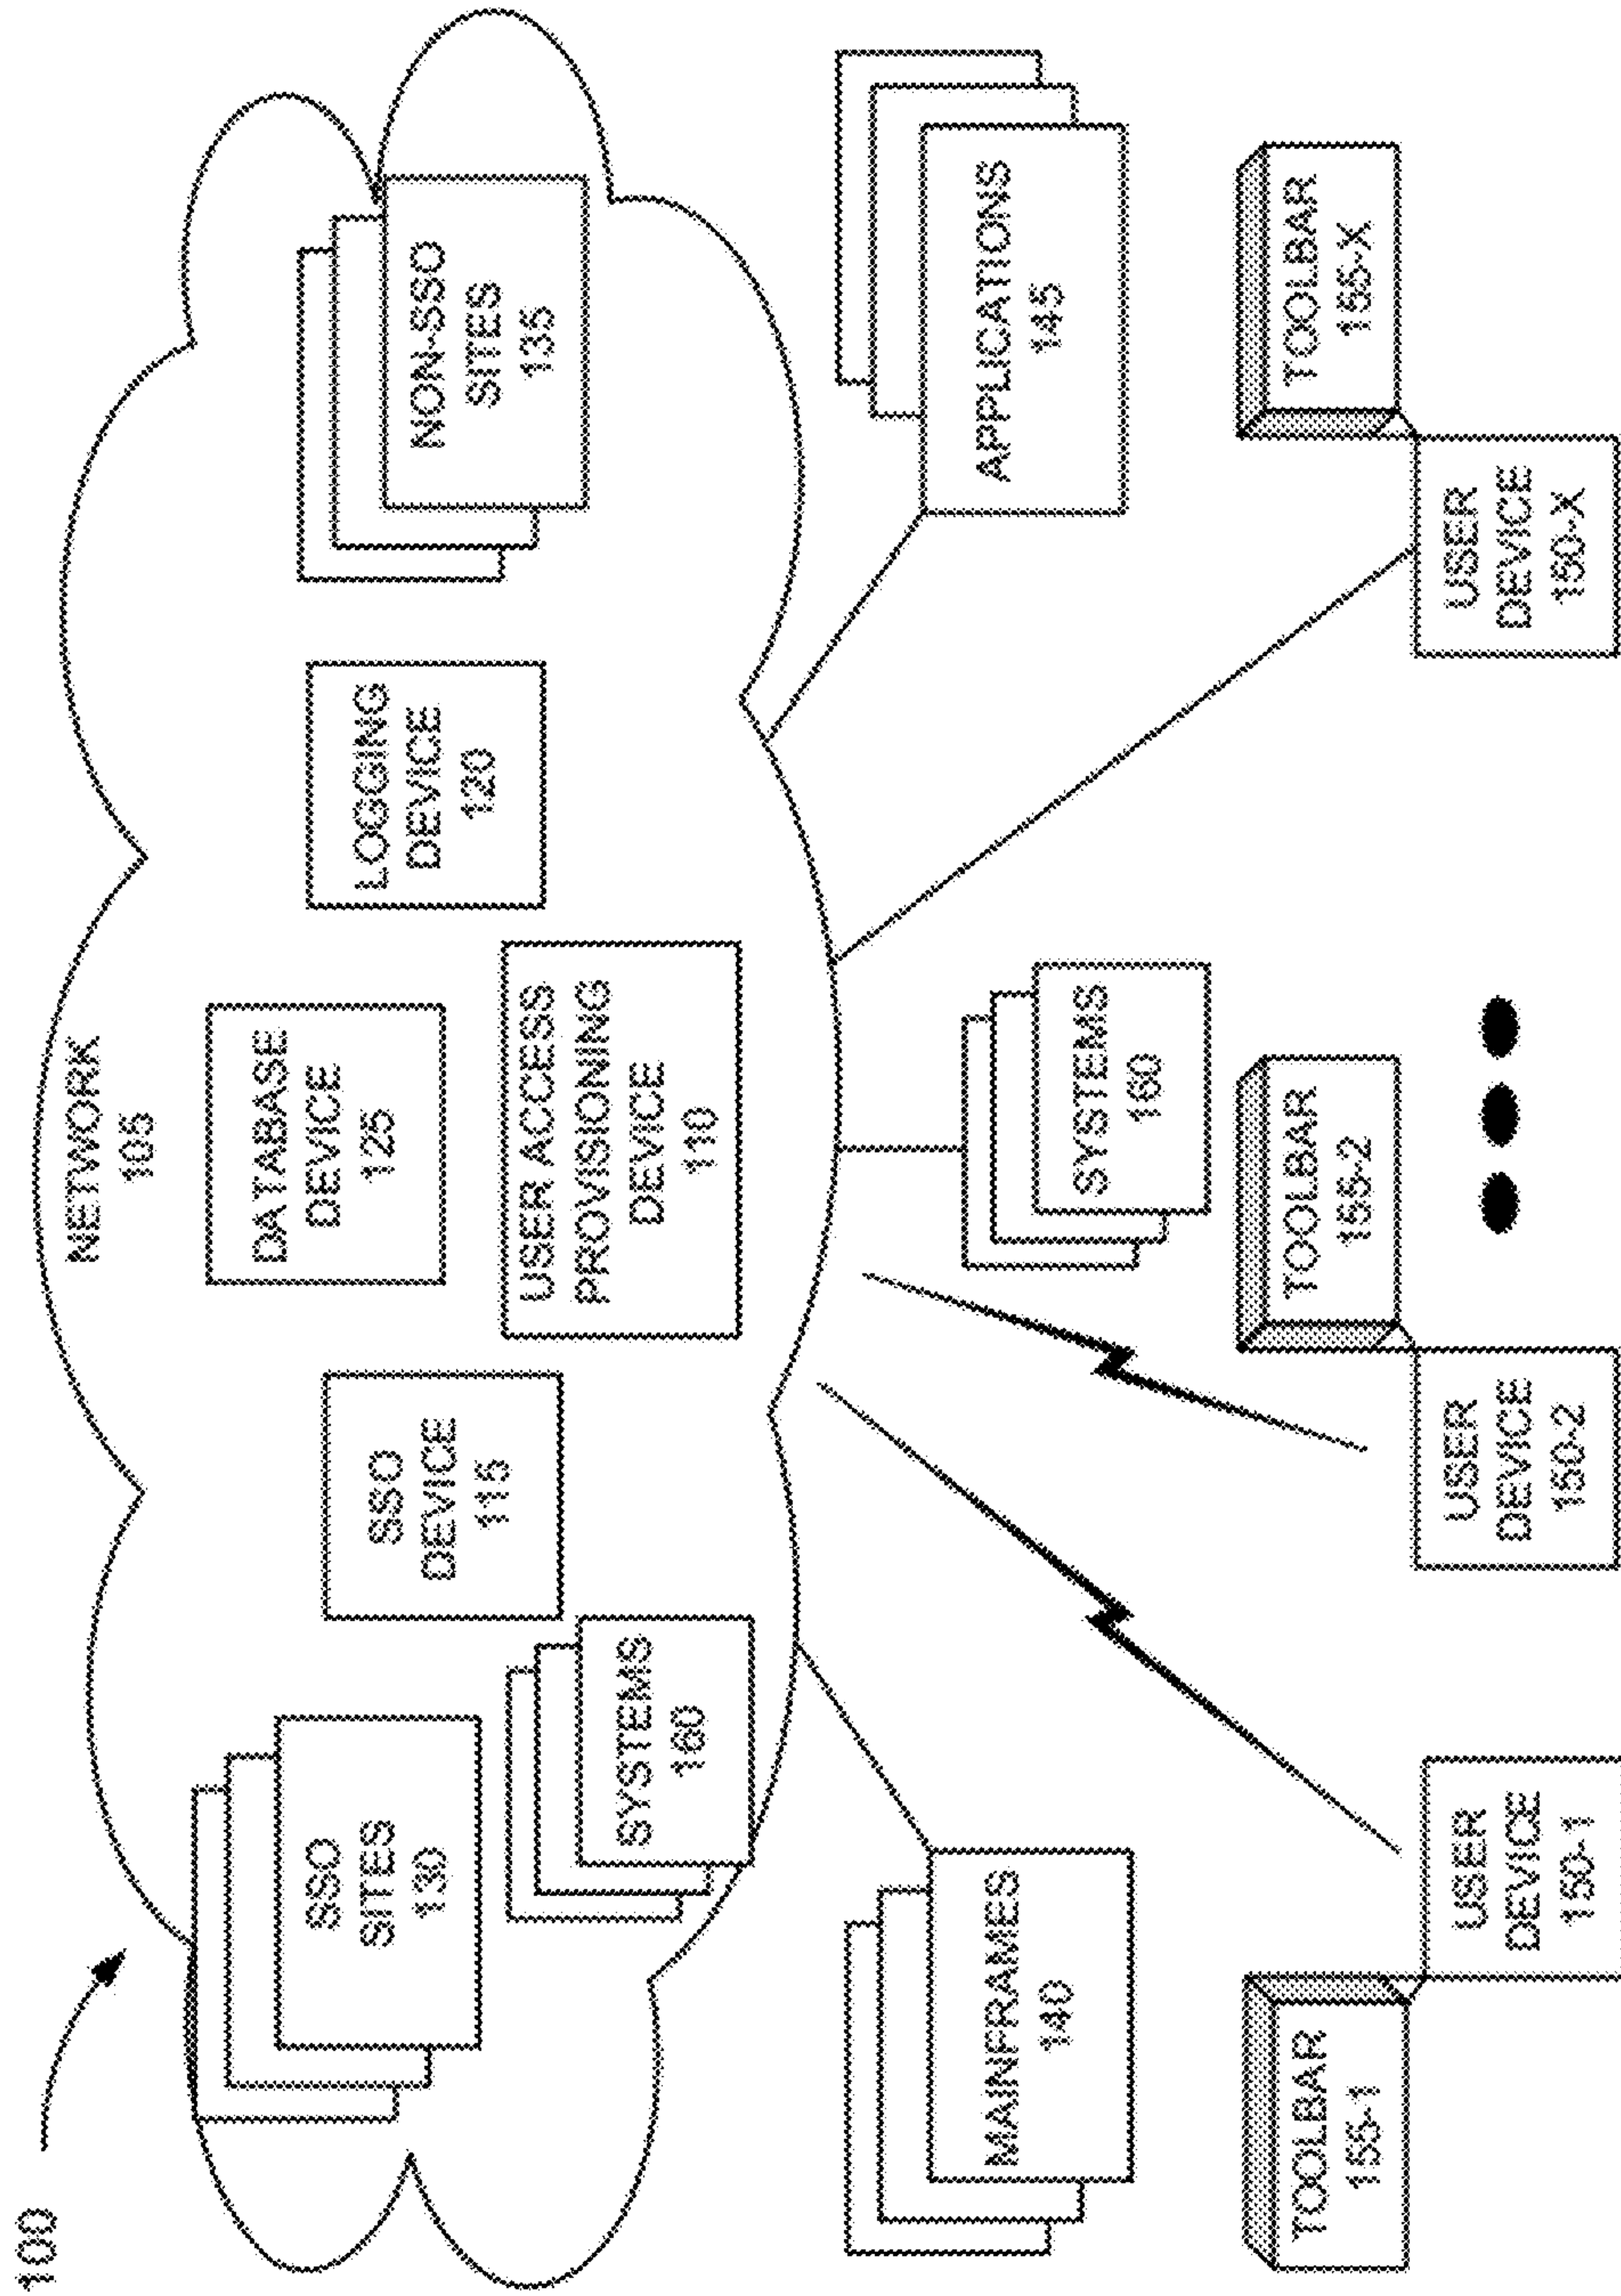 100
NETWORK
105
DATABASE
DEVICE
125
SSO
SITES
130
SSO
DEVICE
115
LOGGING
DEVICE
120
NON-SSO
SITES
135
SYSTEMS
160
USER ACCESS
PROVISIONING
DEVICE
110
MAINFRAMES
140
SYSTEMS
160
APPLICATIONS
145
TOOLBAR
155-1
TOOLBAR
155-2
TOOLBAR
155-X
USER
DEVICE
150-1
USER
DEVICE
150-2
USER
DEVICE
150-X